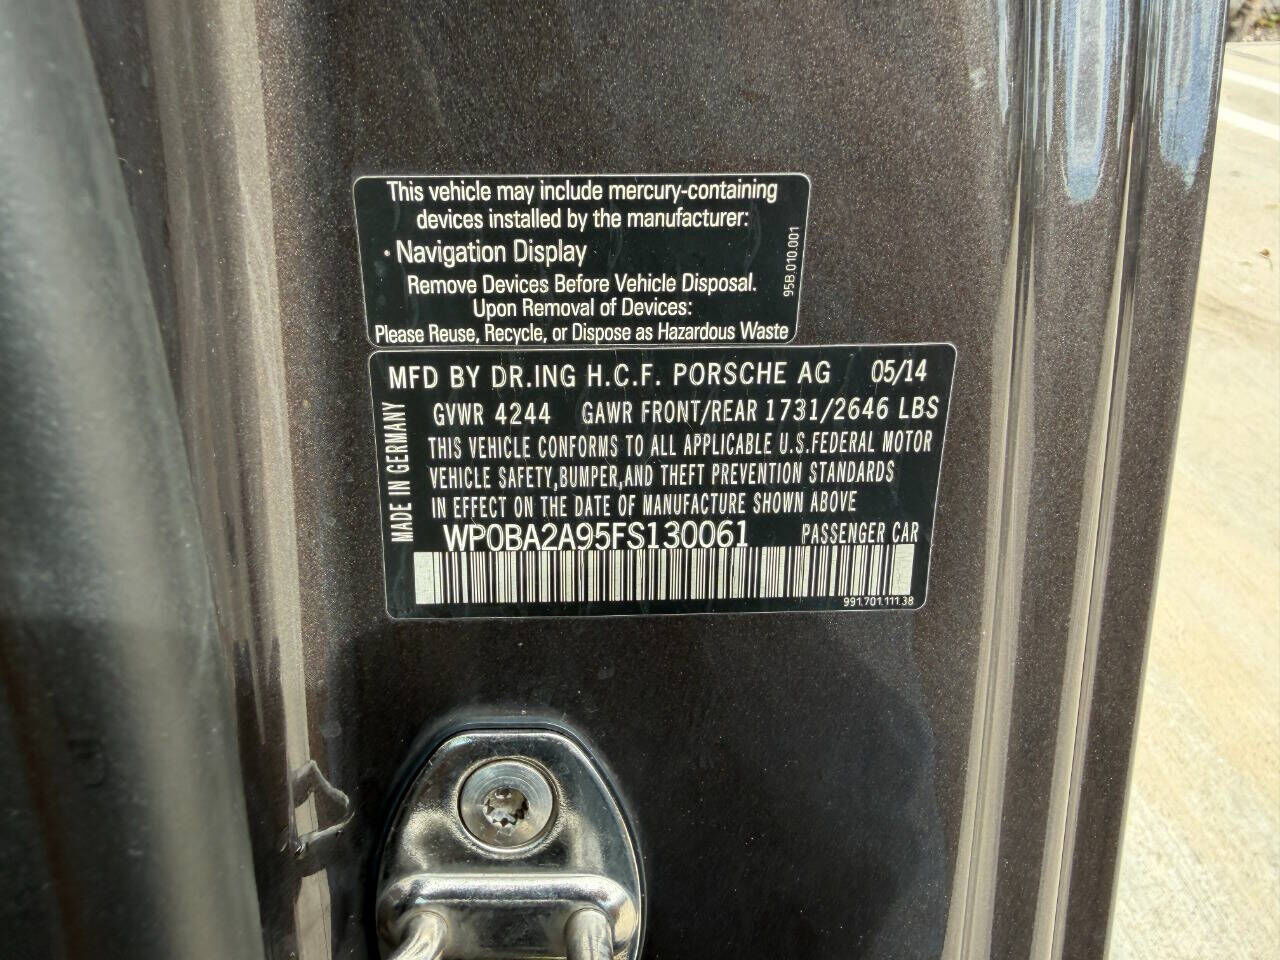 This vehicle may include mercury-containing
devices installed by the manufacturer:
• Navigation Display
Remove Devices Before Vehicle Disposal.
Upon Removal of Devices:
Please Reuse, Recycle, or Dispose as Hazardous Waste
95B.010.001
MFD BY DR.ING H.C.F. PORSCHE AG 05/14
GVWR 4244 GAWR FRONT/REAR 1731/2646 LBS
THIS VEHICLE CONFORMS TO ALL APPLICABLE U.S.FEDERAL MOTOR
VEHICLE SAFETY,BUMPER,AND THEFT PREVENTION STANDARDS
IN EFFECT ON THE DATE OF MANUFACTURE SHOWN ABOVE
WP0BA2A95FS130061 PASSENGER CAR
MADE IN GERMANY
991.701.111.38